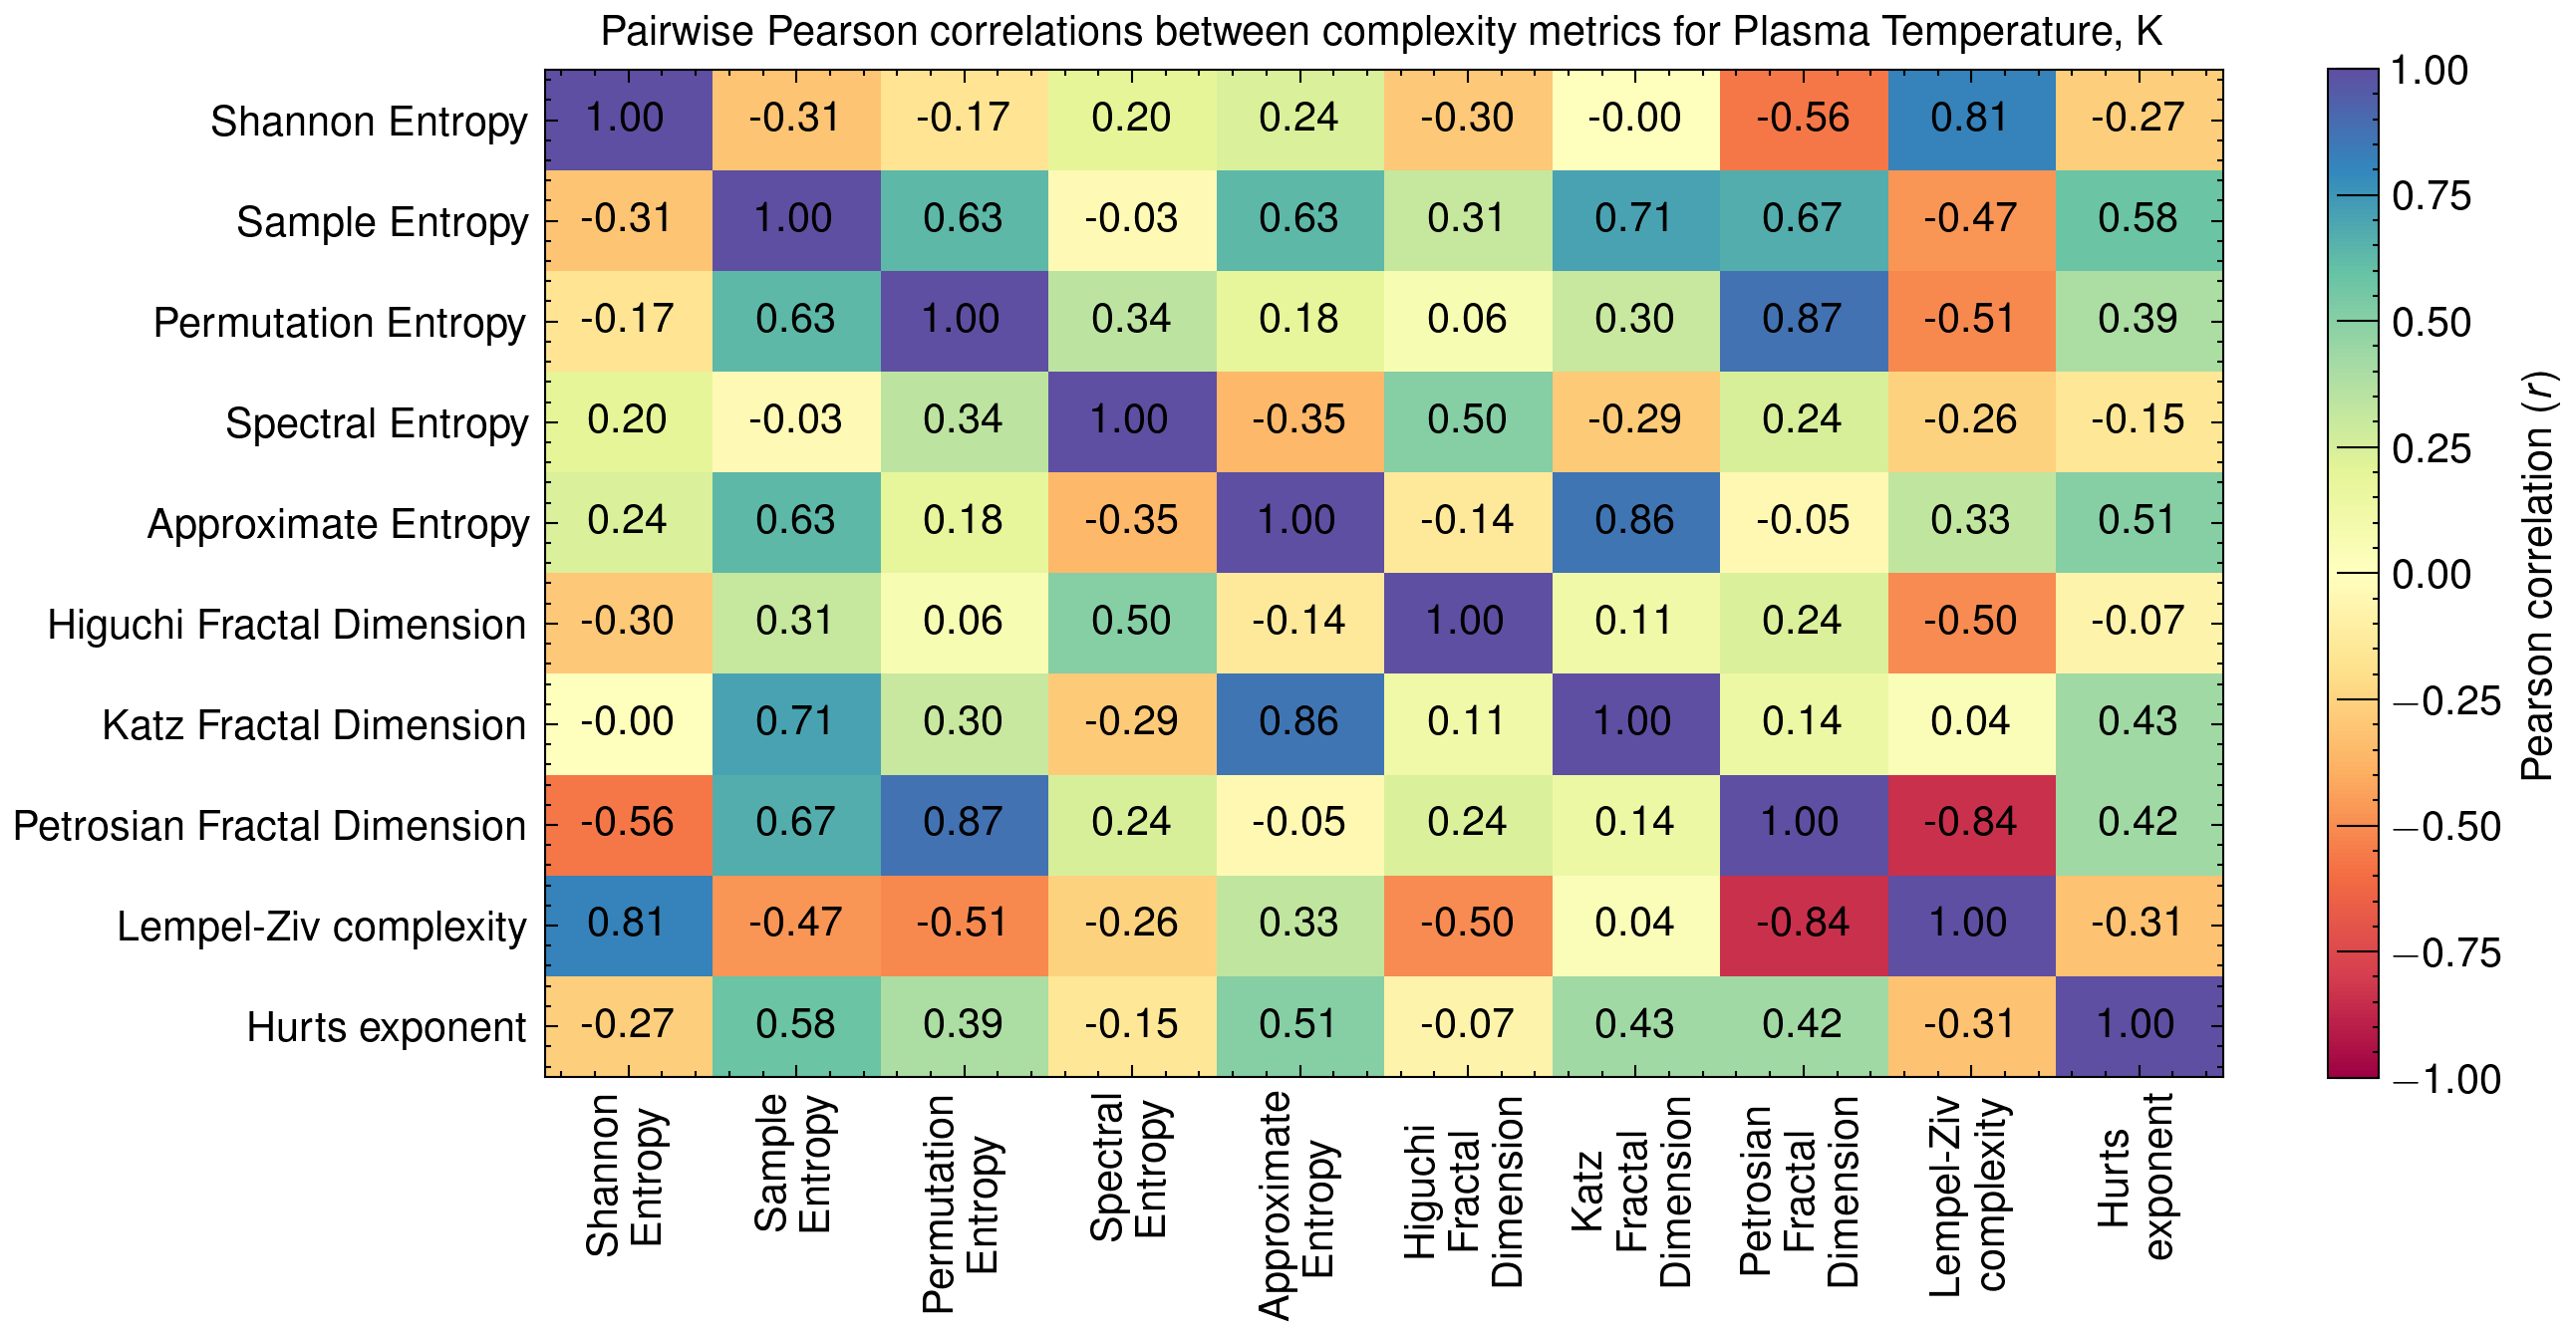 Pairwise Pearson correlations between complexity metrics for Plasma Temperature, K
Shannon Entropy 1.00 -0.31 -0.17 0.20 0.24 -0.30 -0.00 -0.56 0.81 -0.27
Sample Entropy -0.31 1.00 0.63 -0.03 0.63 0.31 0.71 0.67 -0.47 0.58
Permutation Entropy -0.17 0.63 1.00 0.34 0.18 0.06 0.30 0.87 -0.51 0.39
Spectral Entropy 0.20 -0.03 0.34 1.00 -0.35 0.50 -0.29 0.24 -0.26 -0.15
Approximate Entropy 0.24 0.63 0.18 -0.35 1.00 -0.14 0.86 -0.05 0.33 0.51
Higuchi Fractal Dimension -0.30 0.31 0.06 0.50 -0.14 1.00 0.11 0.24 -0.50 -0.07
Katz Fractal Dimension -0.00 0.71 0.30 -0.29 0.86 0.11 1.00 0.14 0.04 0.43
Petrosian Fractal Dimension -0.56 0.67 0.87 0.24 -0.05 0.24 0.14 1.00 -0.84 0.42
Lempel-Ziv complexity 0.81 -0.47 -0.51 -0.26 0.33 -0.50 0.04 -0.84 1.00 -0.31
Hurts exponent -0.27 0.58 0.39 -0.15 0.51 -0.07 0.43 0.42 -0.31 1.00
Shannon
Entropy
Sample
Entropy
Permutation
Entropy
Spectral
Entropy
Approximate
Entropy
Higuchi
Fractal
Dimension
Katz
Fractal
Dimension
Petrosian
Fractal
Dimension
Lempel-Ziv
complexity
Hurts
exponent
1.00
0.75
0.50
0.25
0.00
−0.25
−0.50
−0.75
−1.00
Pearson correlation (r)